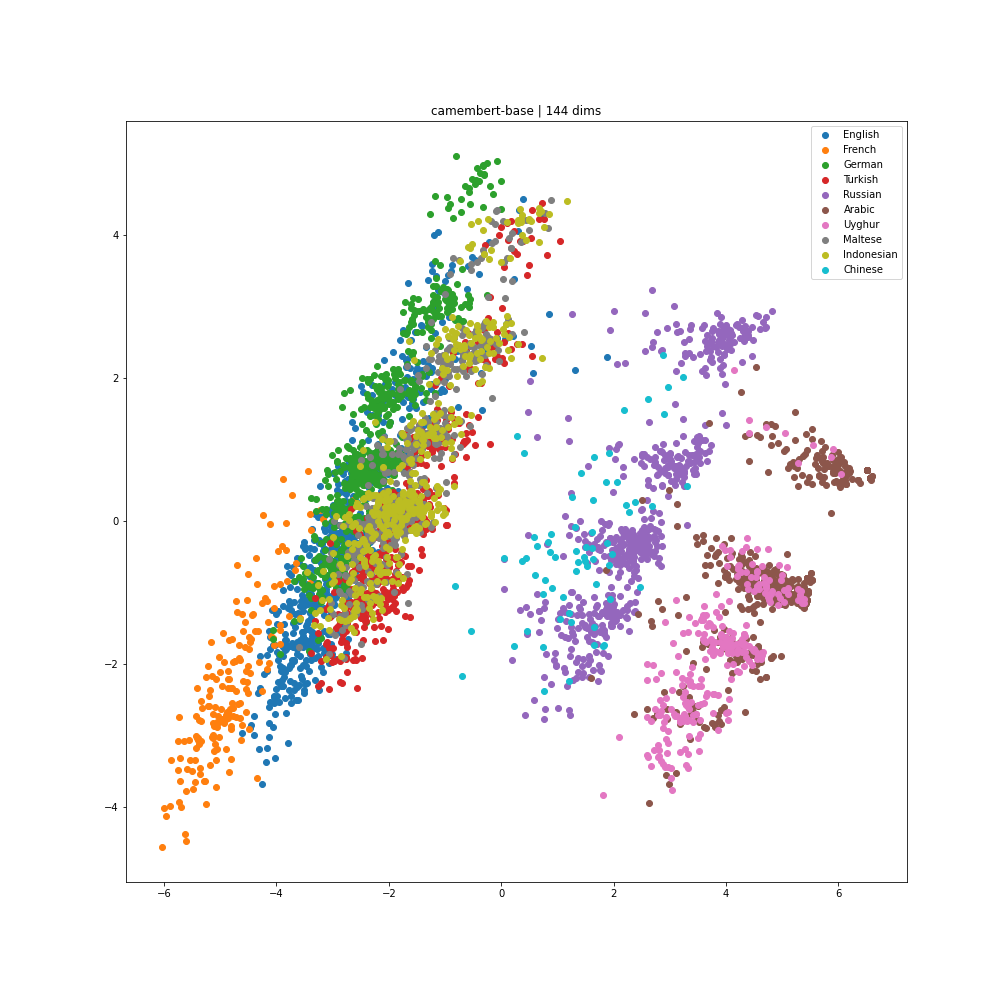 camembert-base | 144 dims
English
French
German
Turkish
Russian
Arabic
Uyghur
Maltese
Indonesian
Chinese
4
2
0
−2
−4
−6 −4 −2 0 2 4 6